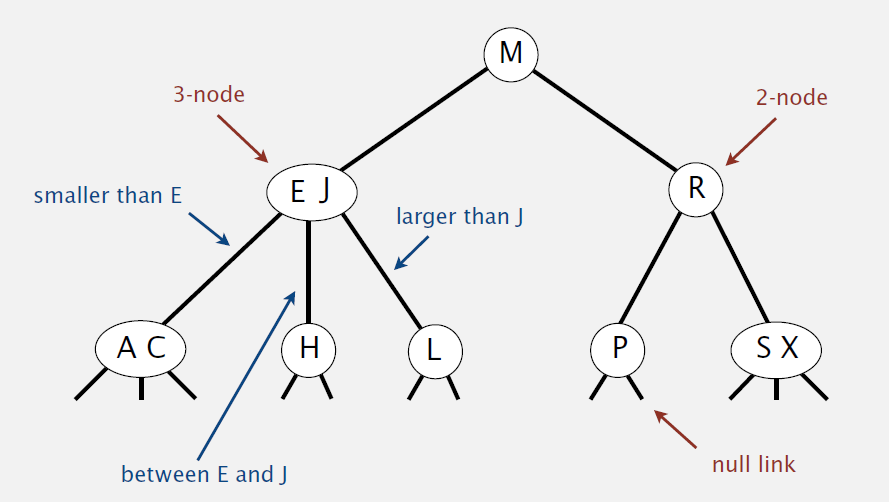 M
3-node
2-node
E J
R
smaller than E
larger than J
A C
H
L
P
S X
between E and J
null link